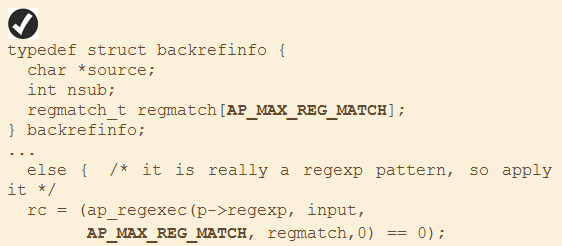 typedef struct backrefinfo {
char *source;
int nsub;
regmatch_t regmatch[AP_MAX_REG_MATCH];
} backrefinfo;
...
else { /* it is really a regexp pattern, so apply
it */
rc = (ap_regexec(p->regexp, input,
AP_MAX_REG_MATCH, regmatch,0) == 0);